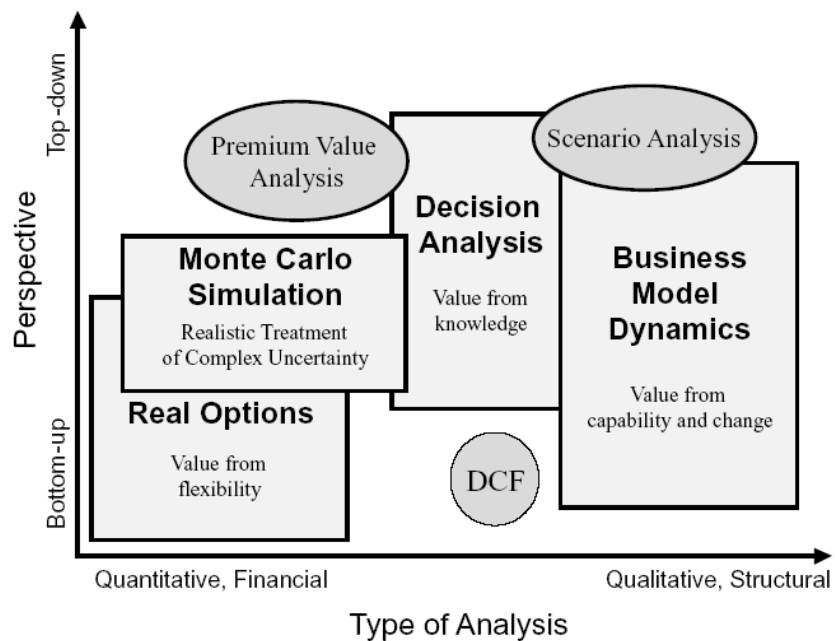 Perspective
Top-down
Bottom-up
Premium Value
Analysis
Scenario Analysis
Decision
Analysis
Value from
knowledge
Monte Carlo
Simulation
Realistic Treatment
of Complex Uncertainty
Business
Model
Dynamics
Value from
capability and change
Real Options
Value from
flexibility
DCF
Quantitative, Financial
Qualitative, Structural
Type of Analysis